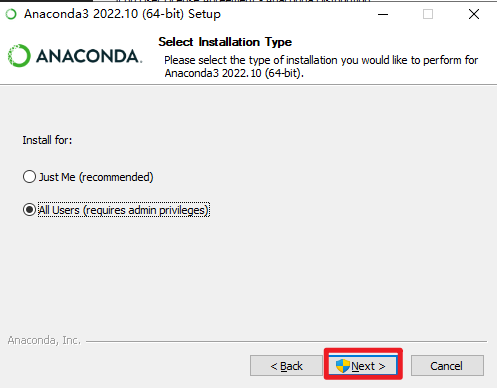 Anaconda3 2022.10 (64-bit) Setup
ANACONDA.
Select Installation Type
Please select the type of installation you would like to perform for
Anaconda3 2022.10 (64-bit).
Install for:
Just Me (recommended)
All Users (requires admin privileges)
Anaconda, Inc.
< Back
Next >
Cancel